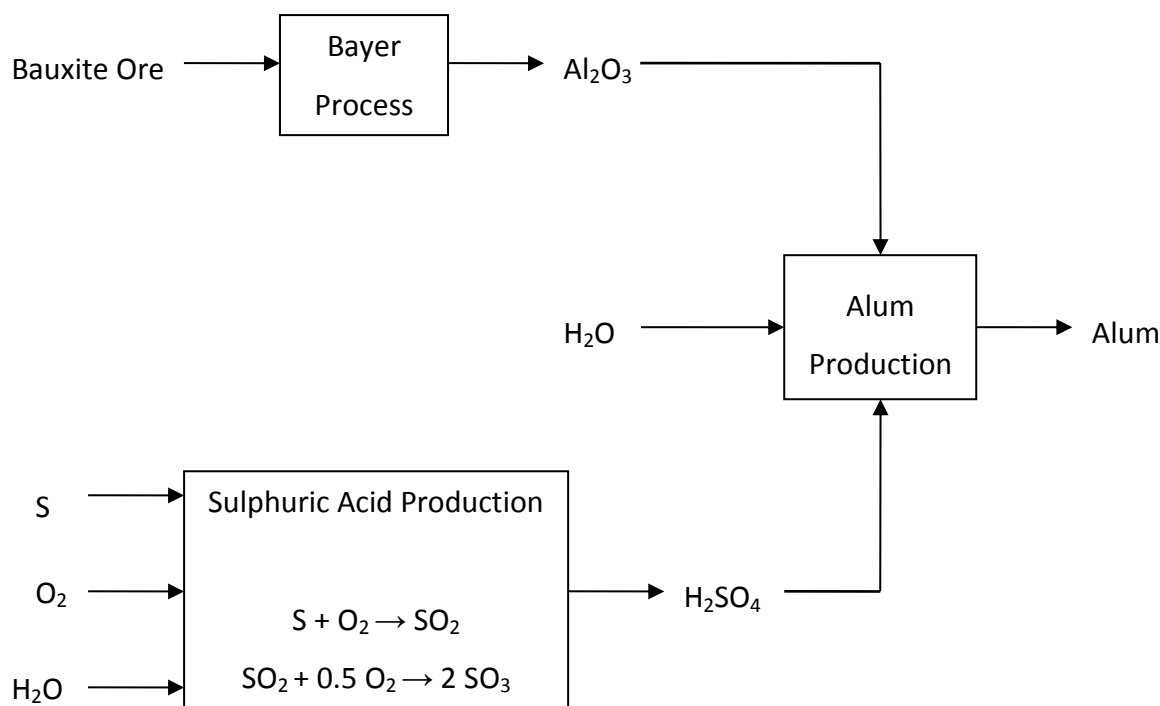 Bauxite Ore
Bayer
Process
Al₂O₃
H₂O
Alum
Production
Alum
S
O₂
H₂O
Sulphuric Acid Production
S + O₂ → SO₂
SO₂ + 0.5 O₂ → 2 SO₃
H₂SO₄